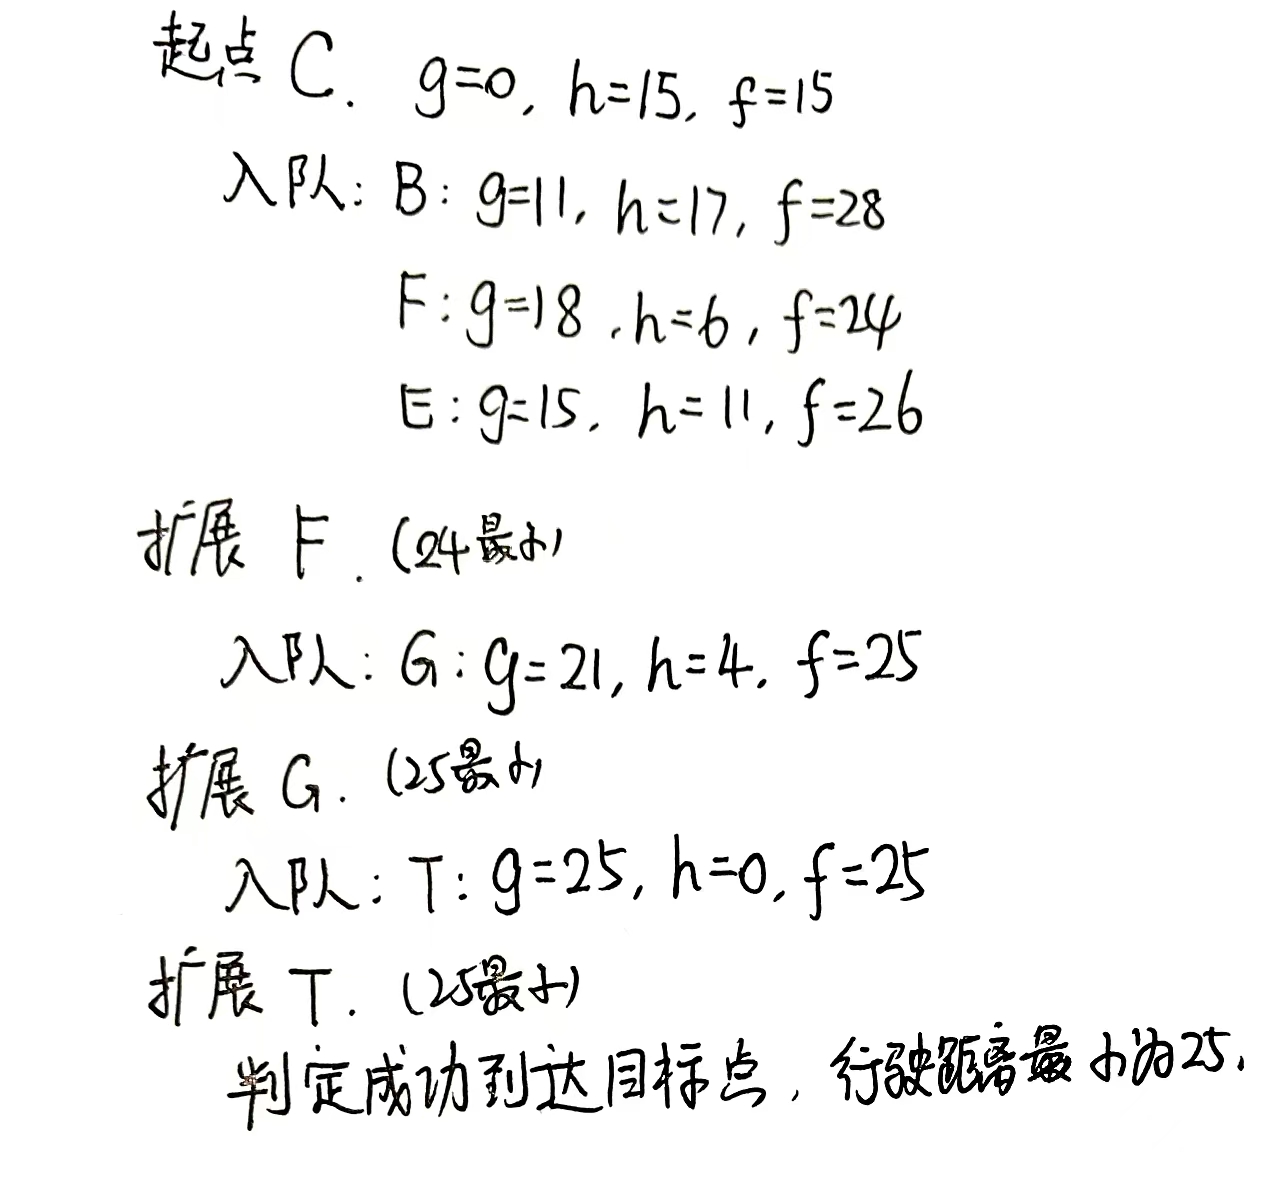 起点 C. g=0, h=15, f=15
入队: B: g=11, h=17, f=28
F: g=18, h=6, f=24
E: g=15, h=11, f=26
扩展 F. (24最小)
入队: G: g=21, h=4, f=25
扩展 G. (25最小)
入队: T: g=25, h=0, f=25
扩展 T. (25最小)
判定成功到达目标点, 行驶距离最小为25.